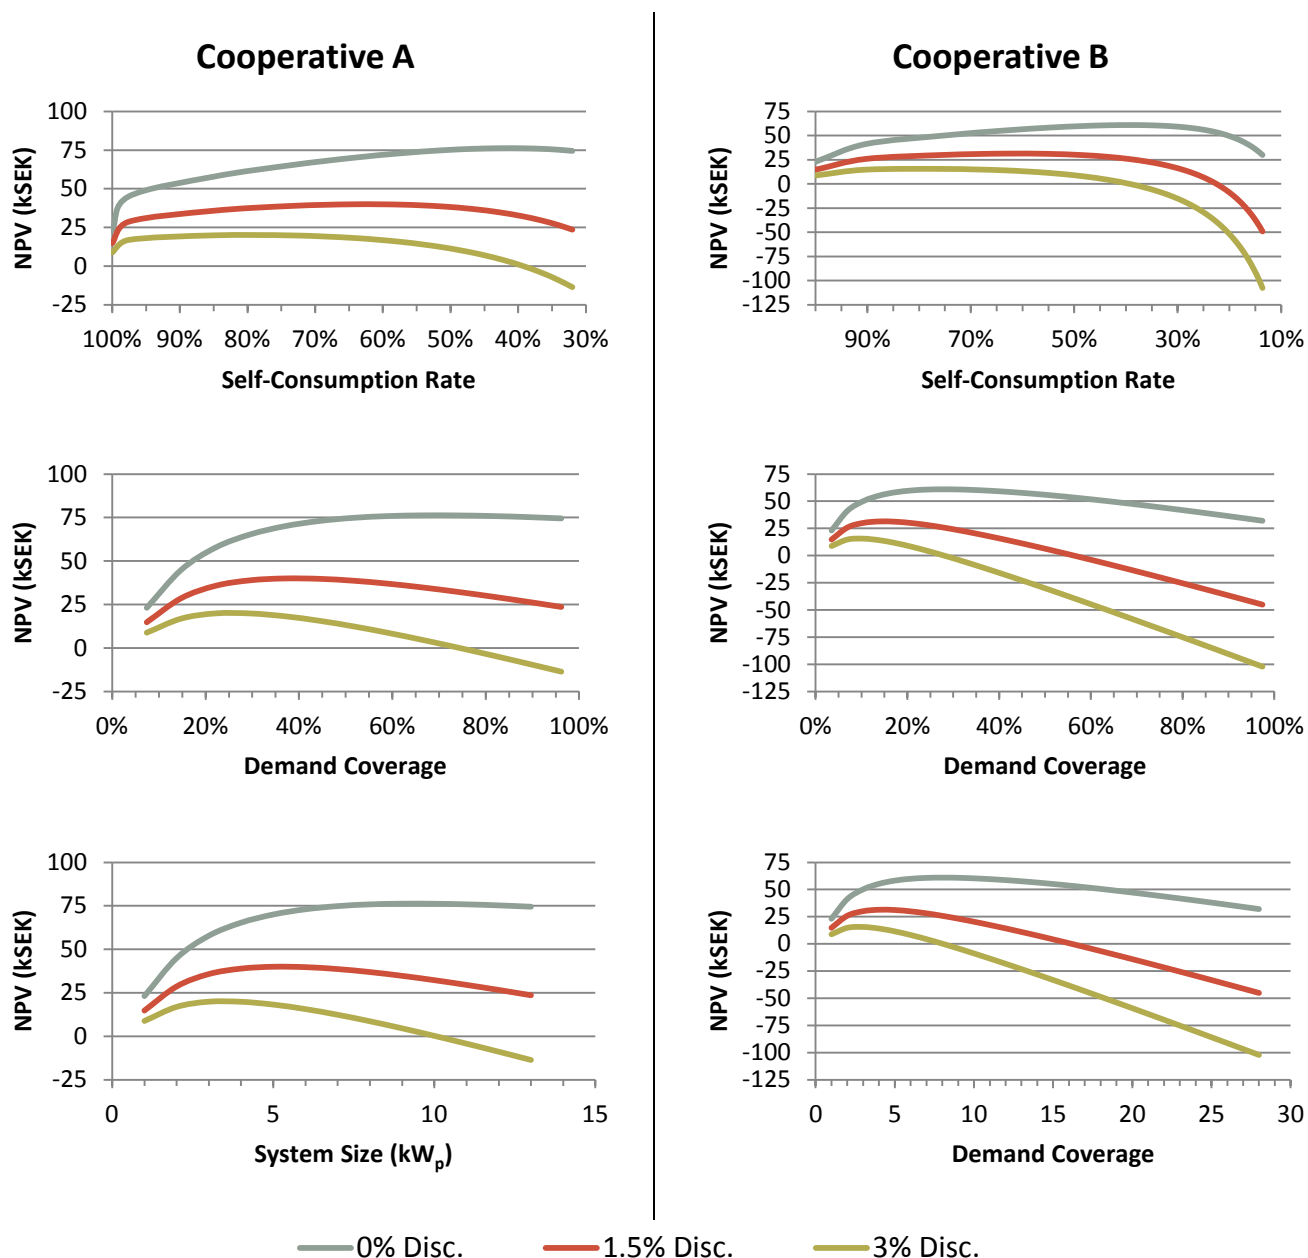 Cooperative A
NPV (kSEK)
100
75
50
25
0
-25
100% 90% 80% 70% 60% 50% 40% 30%
Self-Consumption Rate
NPV (kSEK)
100
75
50
25
0
-25
0% 20% 40% 60% 80% 100%
Demand Coverage
NPV (kSEK)
100
75
50
25
0
-25
0 5 10 15
System Size (kWp)
Cooperative B
NPV (kSEK)
75
50
25
0
-25
-50
-75
-100
-125
90% 70% 50% 30% 10%
Self-Consumption Rate
NPV (kSEK)
75
50
25
0
-25
-50
-75
-100
-125
0% 20% 40% 60% 80% 100%
Demand Coverage
NPV (kSEK)
75
50
25
0
-25
-50
-75
-100
-125
0 5 10 15 20 25 30
Demand Coverage
0% Disc. 1.5% Disc. 3% Disc.